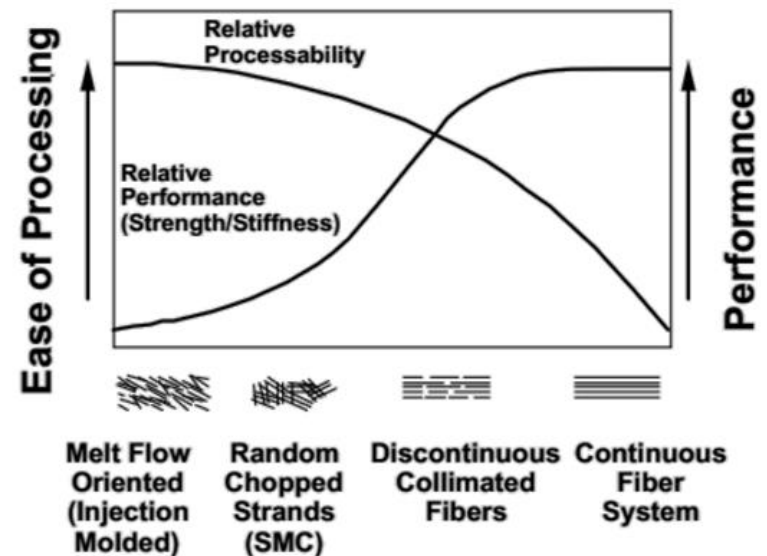 Relative
Processability
Ease of Processing
Relative
Performance
(Strength/Stiffness)
Performance
Melt Flow
Oriented
(Injection
Molded)
Random
Chopped
Strands
(SMC)
Discontinuous
Collimated
Fibers
Continuous
Fiber
System